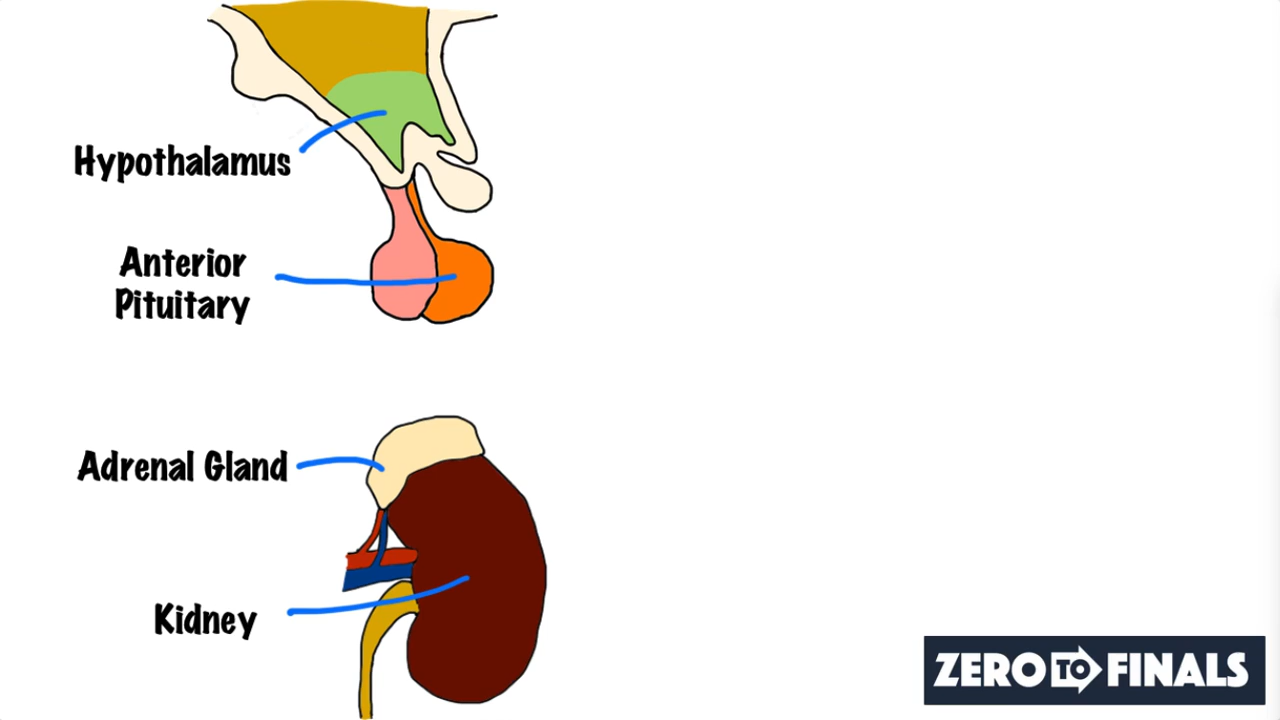 Hypothalamus
Anterior
Pituitary
Adrenal Gland
Kidney
ZERO TO FINALS